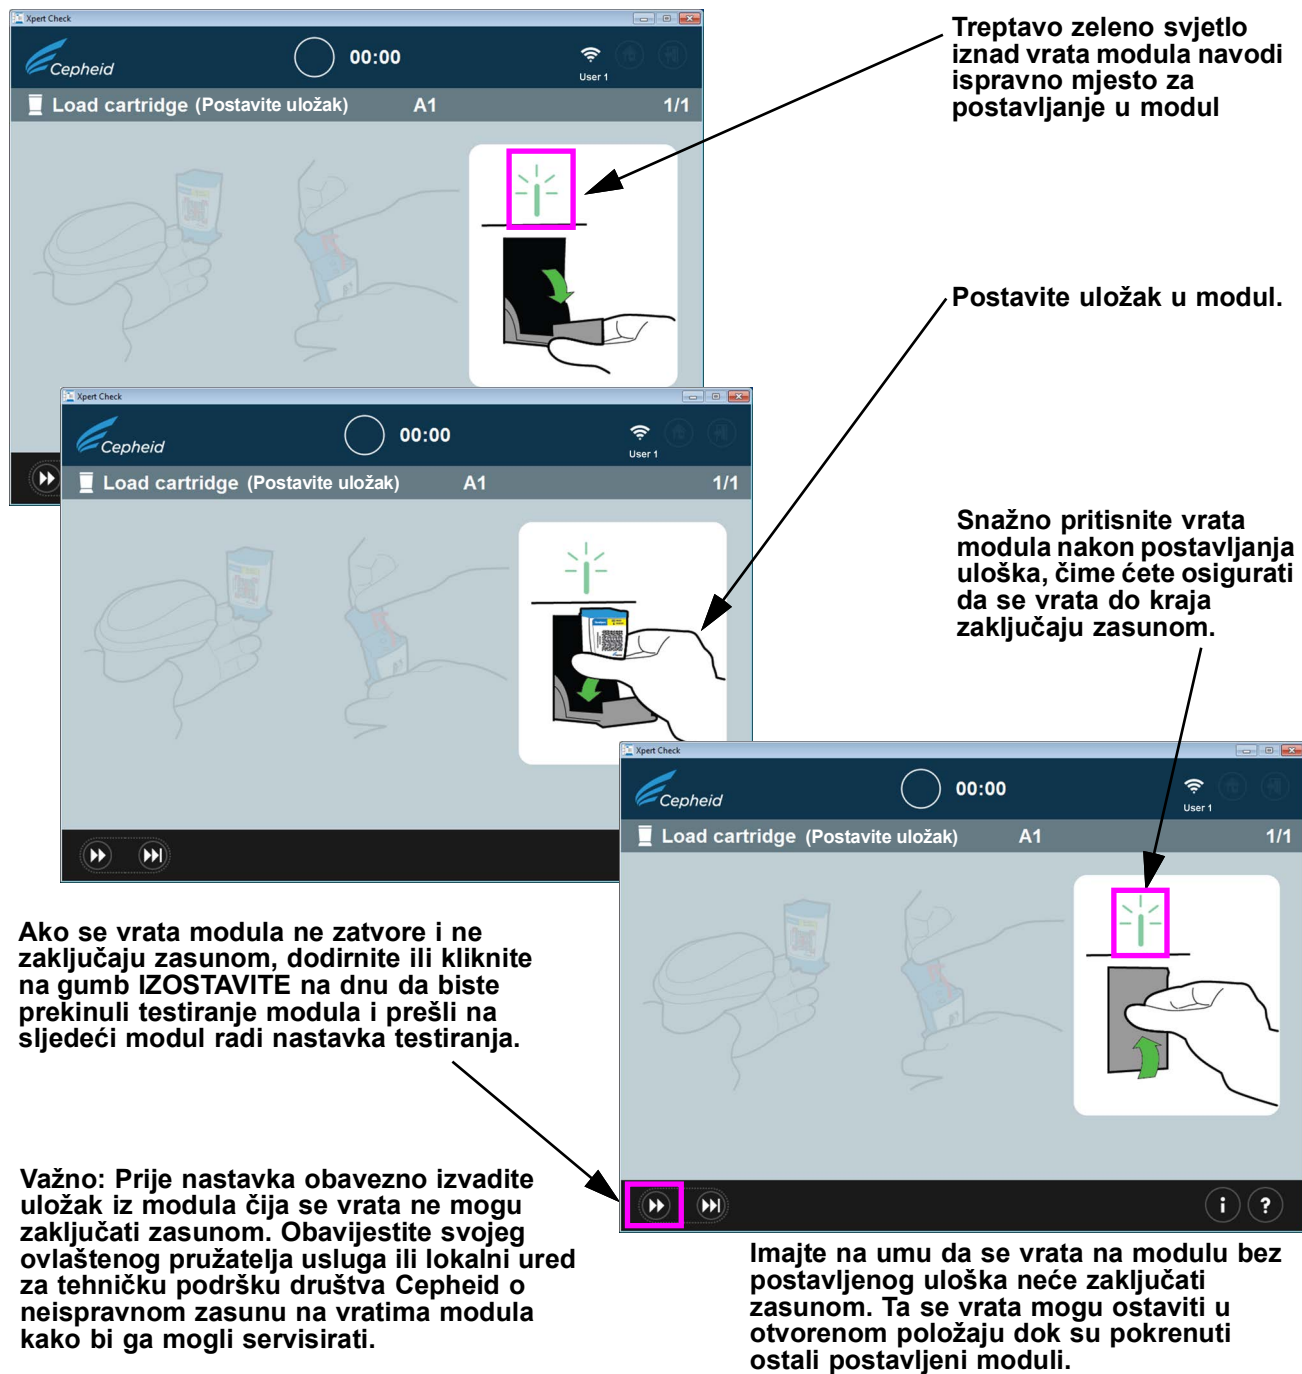 Xpert Check
Cepheid
00:00
User 1
Load cartridge (Postavite uložak) A1 1/1
Treptavo zeleno svjetlo
iznad vrata modula navodi
ispravno mjesto za
postavljanje u modul
Postavite uložak u modul.
Xpert Check
Cepheid
00:00
User 1
Load cartridge (Postavite uložak) A1 1/1
Snažno pritisnite vrata
modula nakon postavljanja
uloška, čime ćete osigurati
da se vrata do kraja
zaključaju zasunom.
Xpert Check
Cepheid
00:00
User 1
Load cartridge (Postavite uložak) A1 1/1
Ako se vrata modula ne zatvore i ne
zaključaju zasunom, dodirnite ili kliknite
na gumb IZOSTAVITE na dnu da biste
prekinuli testiranje modula i prešli na
sljedeći modul radi nastavka testiranja.
Važno: Prije nastavka obavezno izvadite
uložak iz modula čija se vrata ne mogu
zaključati zasunom. Obavijestite svojeg
ovlaštenog pružatelja usluga ili lokalni ured
za tehničku podršku društva Cepheid o
neispravnom zasunu na vratima modula
kako bi ga mogli servisirati.
i ?
Imajte na umu da se vrata na modulu bez
postavljenog uloška neće zaključati
zasunom. Ta se vrata mogu ostaviti u
otvorenom položaju dok su pokrenuti
ostali postavljeni moduli.